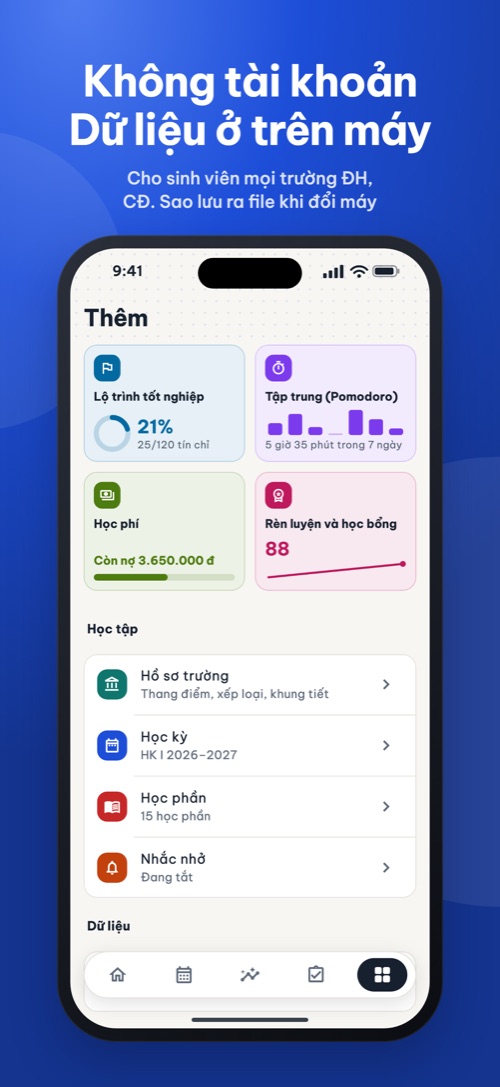 Không tài khoản
Dữ liệu ở trên máy
Cho sinh viên mọi trường ĐH,
CĐ. Sao lưu ra file khi đổi máy
9:41
Thêm
Lộ trình tốt nghiệp
21%
25/120 tín chỉ
Tập trung (Pomodoro)
5 giờ 35 phút trong 7 ngày
Học phí
Còn nợ 3.650.000 đ
Rèn luyện và học bổng
88
Học tập
Hồ sơ trường
Thang điểm, xếp loại, khung tiết
Học kỳ
HK I 2026–2027
Học phần
15 học phần
Nhắc nhở
Đang tắt
Dữ liệu